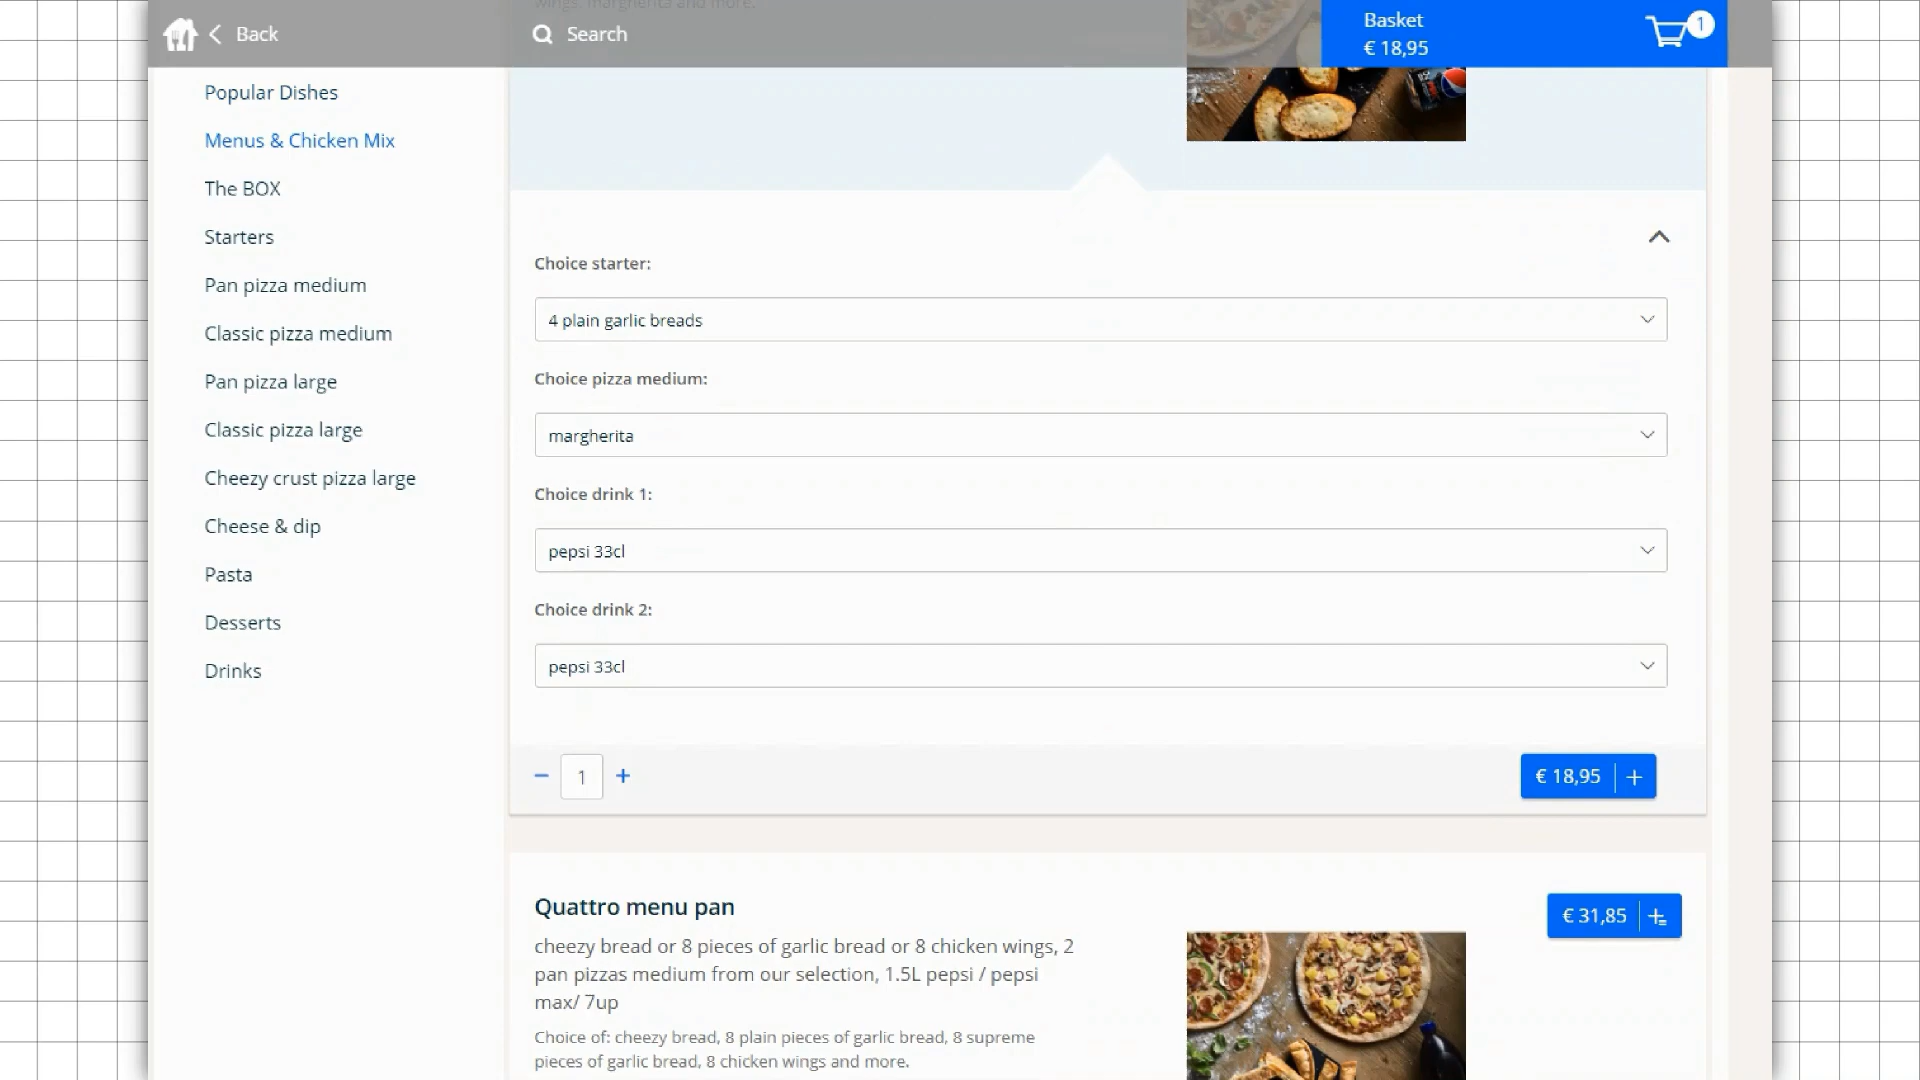 Back
Search
Basket
€ 18,95
1
wings, margherita and more.
Popular Dishes
Menus & Chicken Mix
The BOX
Starters
Pan pizza medium
Classic pizza medium
Pan pizza large
Classic pizza large
Cheezy crust pizza large
Cheese & dip
Pasta
Desserts
Drinks
Choice starter:
4 plain garlic breads
Choice pizza medium:
margherita
Choice drink 1:
pepsi 33cl
Choice drink 2:
pepsi 33cl
1
€ 18,95
Quattro menu pan
€ 31,85
cheezy bread or 8 pieces of garlic bread or 8 chicken wings, 2
pan pizzas medium from our selection, 1.5L pepsi / pepsi
max/ 7up
Choice of: cheezy bread, 8 plain pieces of garlic bread, 8 supreme
pieces of garlic bread, 8 chicken wings and more.